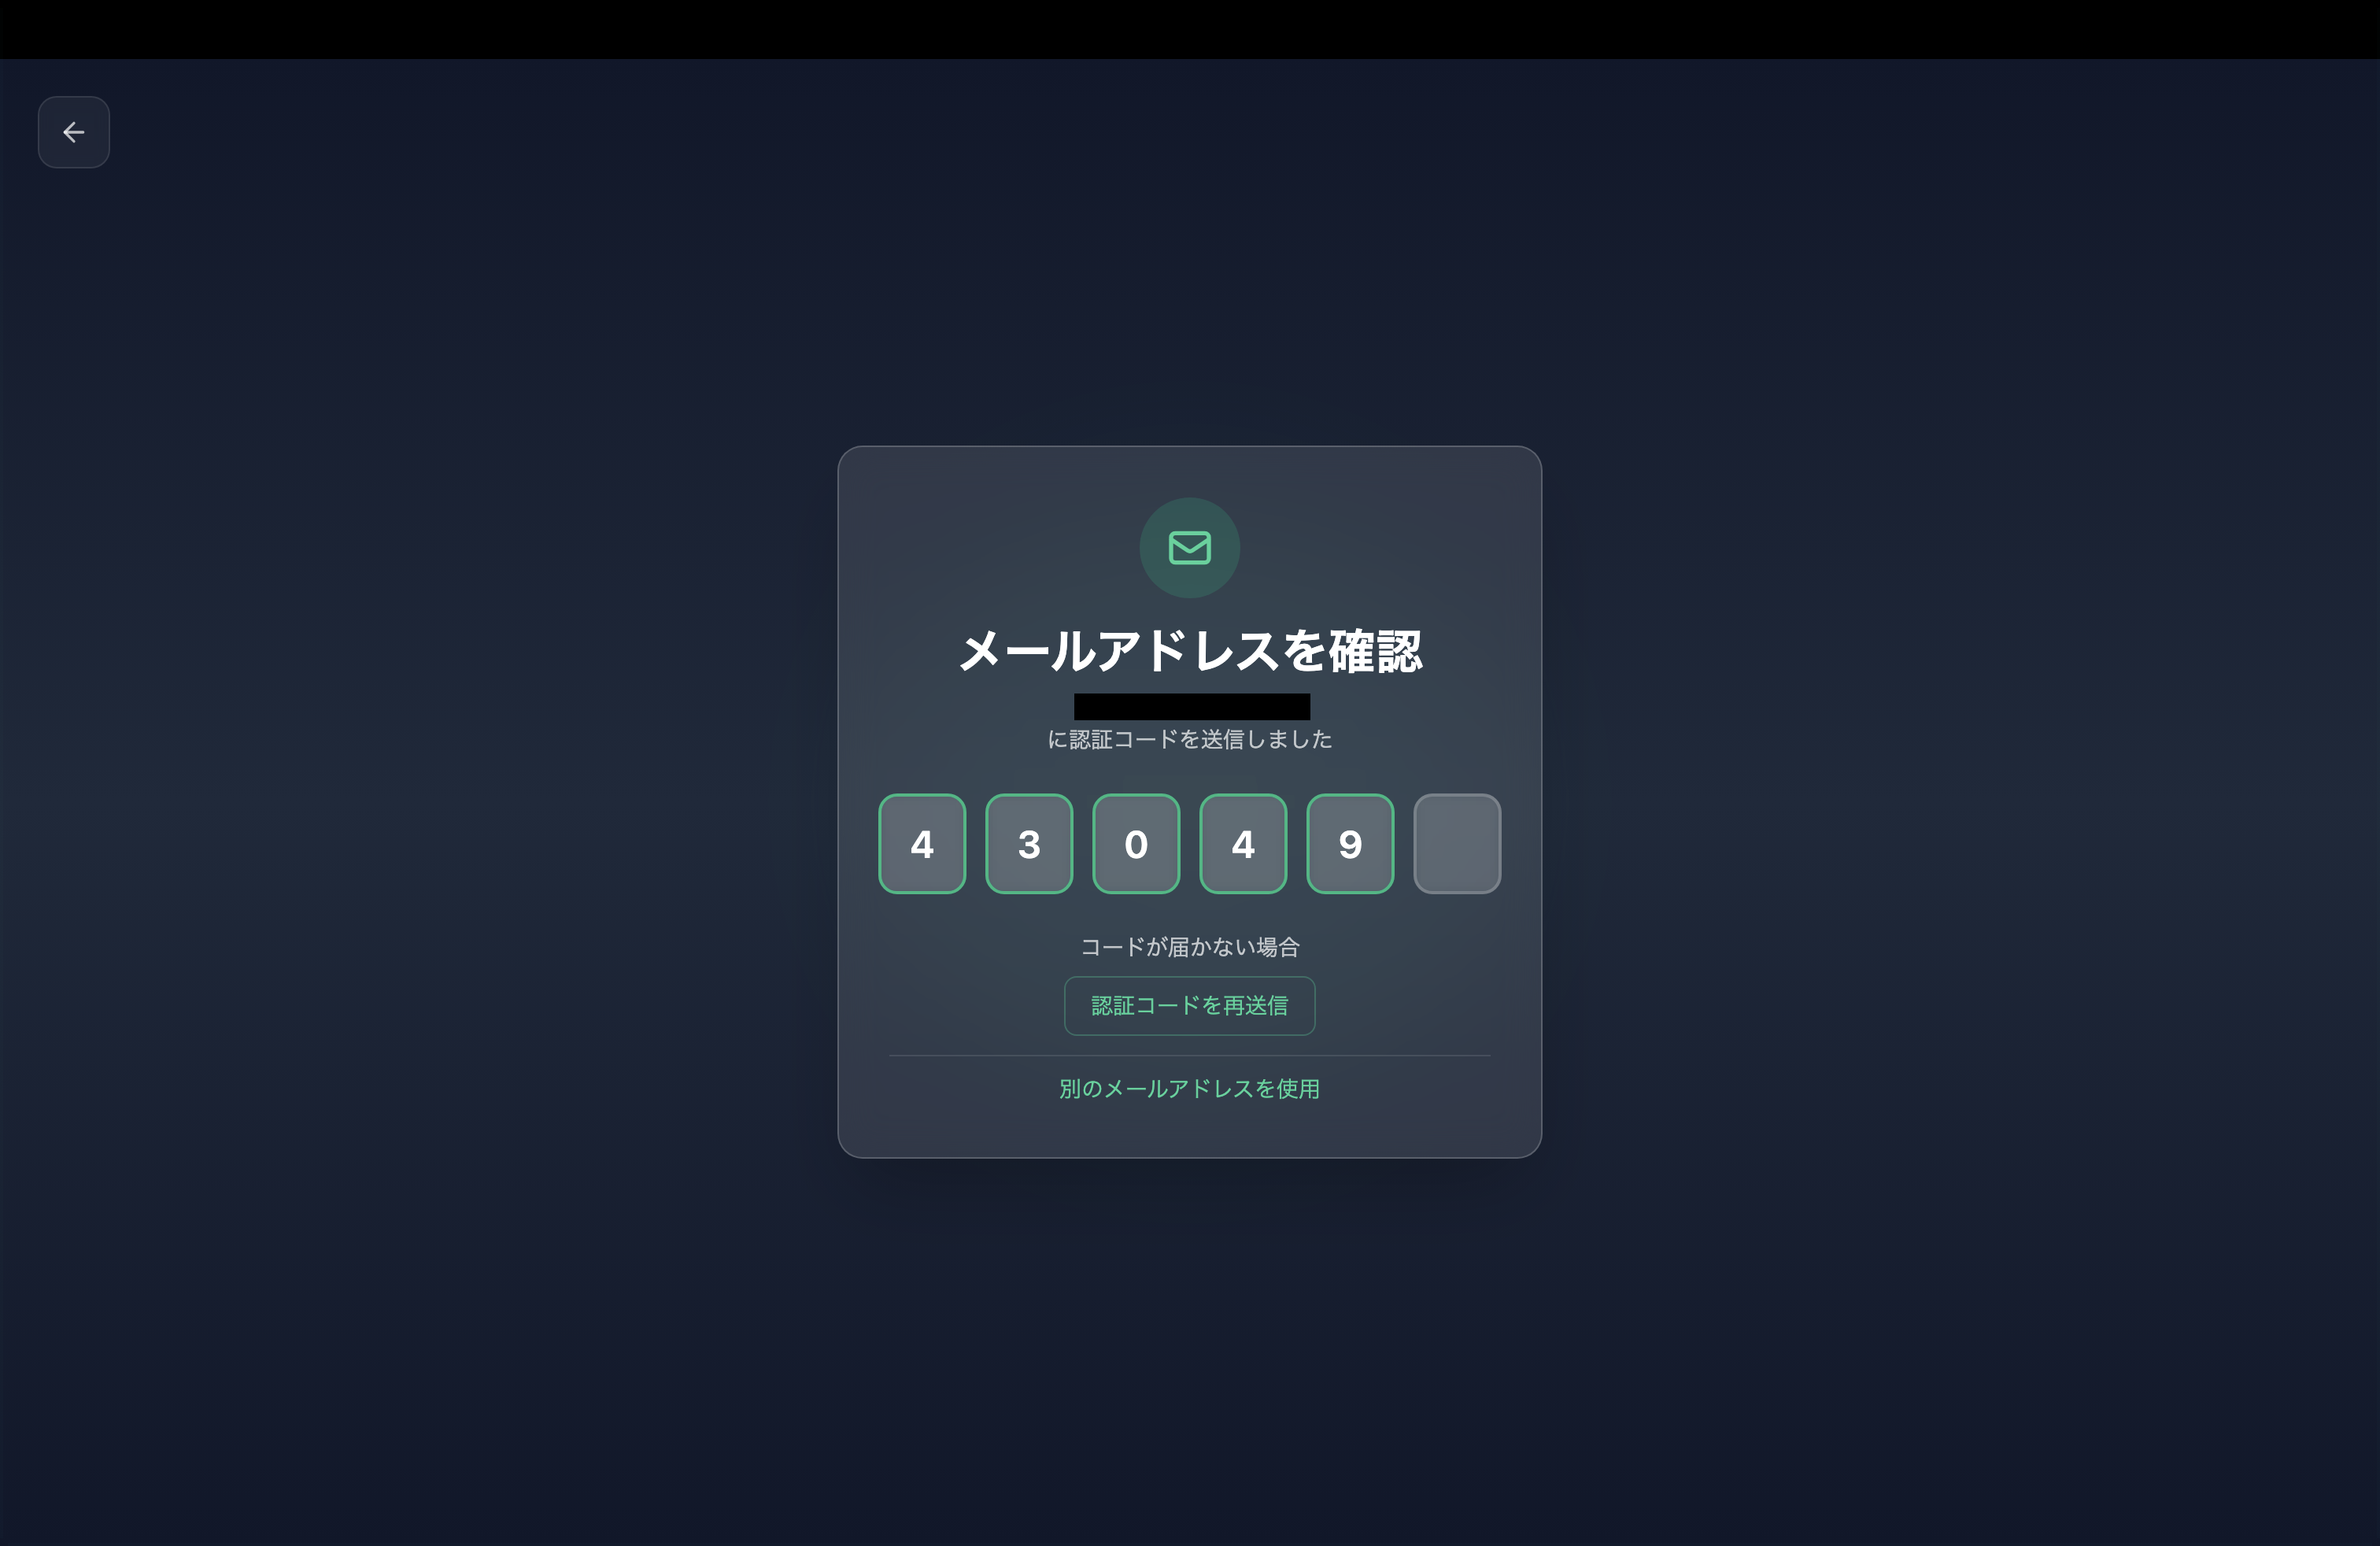 メールアドレスを確認
に認証コードを送信しました
4 3 0 4 9
コードが届かない場合
認証コードを再送信
別のメールアドレスを使用